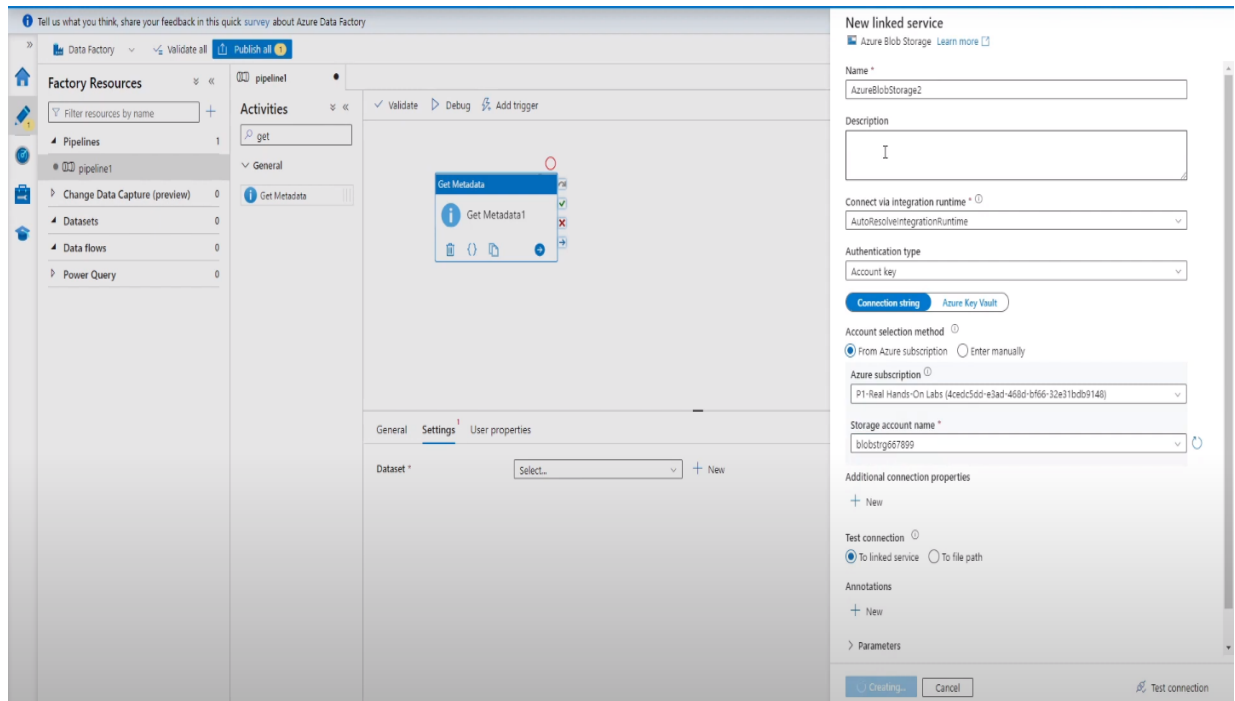 Tell us what you think, share your feedback in this quick survey about Azure Data Factory
Data Factory
Validate all
Publish all 1
Factory Resources
Filter resources by name
Pipelines 1
pipeline1
Change Data Capture (preview) 0
Datasets 0
Data flows 0
Power Query 0
pipeline1
Activities
get
General
Get Metadata
Validate Debug Add trigger
Get Metadata
Get Metadata1
General Settings 1 User properties
Dataset * Select... New
New linked service
Azure Blob Storage Learn more
Name *
AzureBlobStorage2
Description
Connect via integration runtime *
AutoResolveIntegrationRuntime
Authentication type
Account key
Connection string Azure Key Vault
Account selection method
From Azure subscription Enter manually
Azure subscription
P1-Real Hands-On Labs (4cedc5dd-e3ad-468d-bf66-32e31bdb9148)
Storage account name *
blobstrg667899
Additional connection properties
New
Test connection
To linked service To file path
Annotations
New
Parameters
Creating... Cancel Test connection